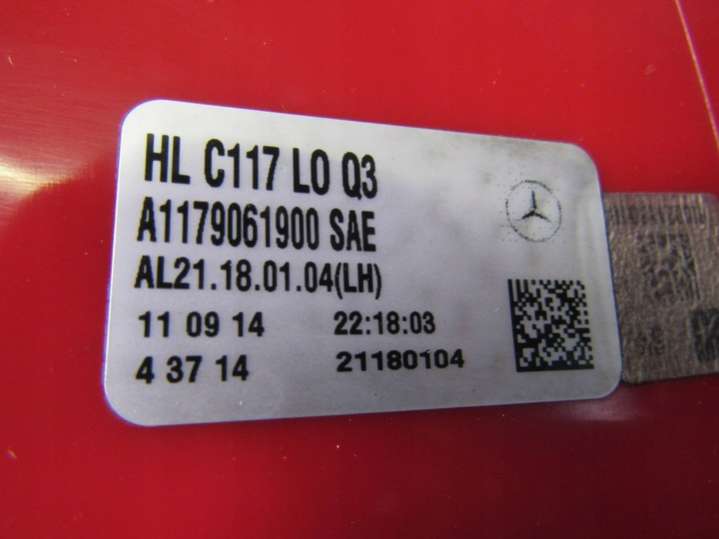 HL C117 LO Q3
A1179061900 SAE
AL21.18.01.04(LH)
11 09 14 22:18:03
4 37 14 21180104